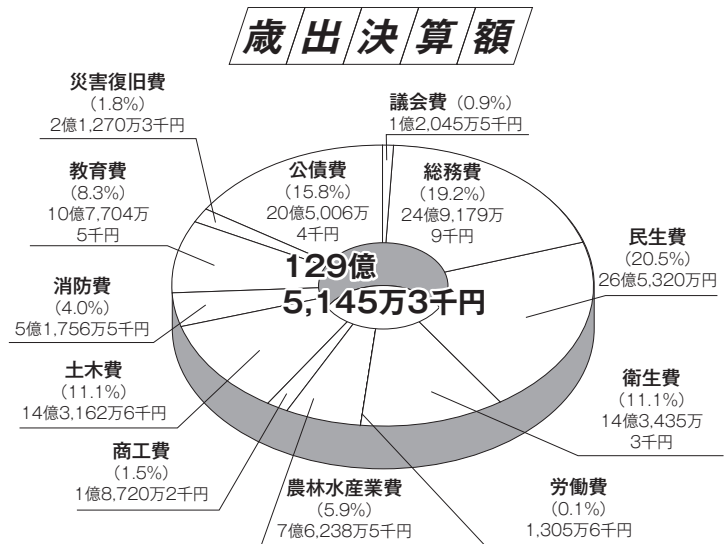 歳出決算額
議会費（0.9%）
1億2,045万5千円
総務費
（19.2%）
24億9,179万
9千円
民生費
（20.5%）
26億5,320万円
衛生費
（11.1%）
14億3,435万
3千円
労働費
（0.1%）
1,305万6千円
農林水産業費
（5.9%）
7億6,238万5千円
商工費
（1.5%）
1億8,720万2千円
土木費
（11.1%）
14億3,162万6千円
消防費
（4.0%）
5億1,756万5千円
教育費
（8.3%）
10億7,704万
5千円
災害復旧費
（1.8%）
2億1,270万3千円
公債費
（15.8%）
20億5,006万
4千円
129億
5,145万3千円